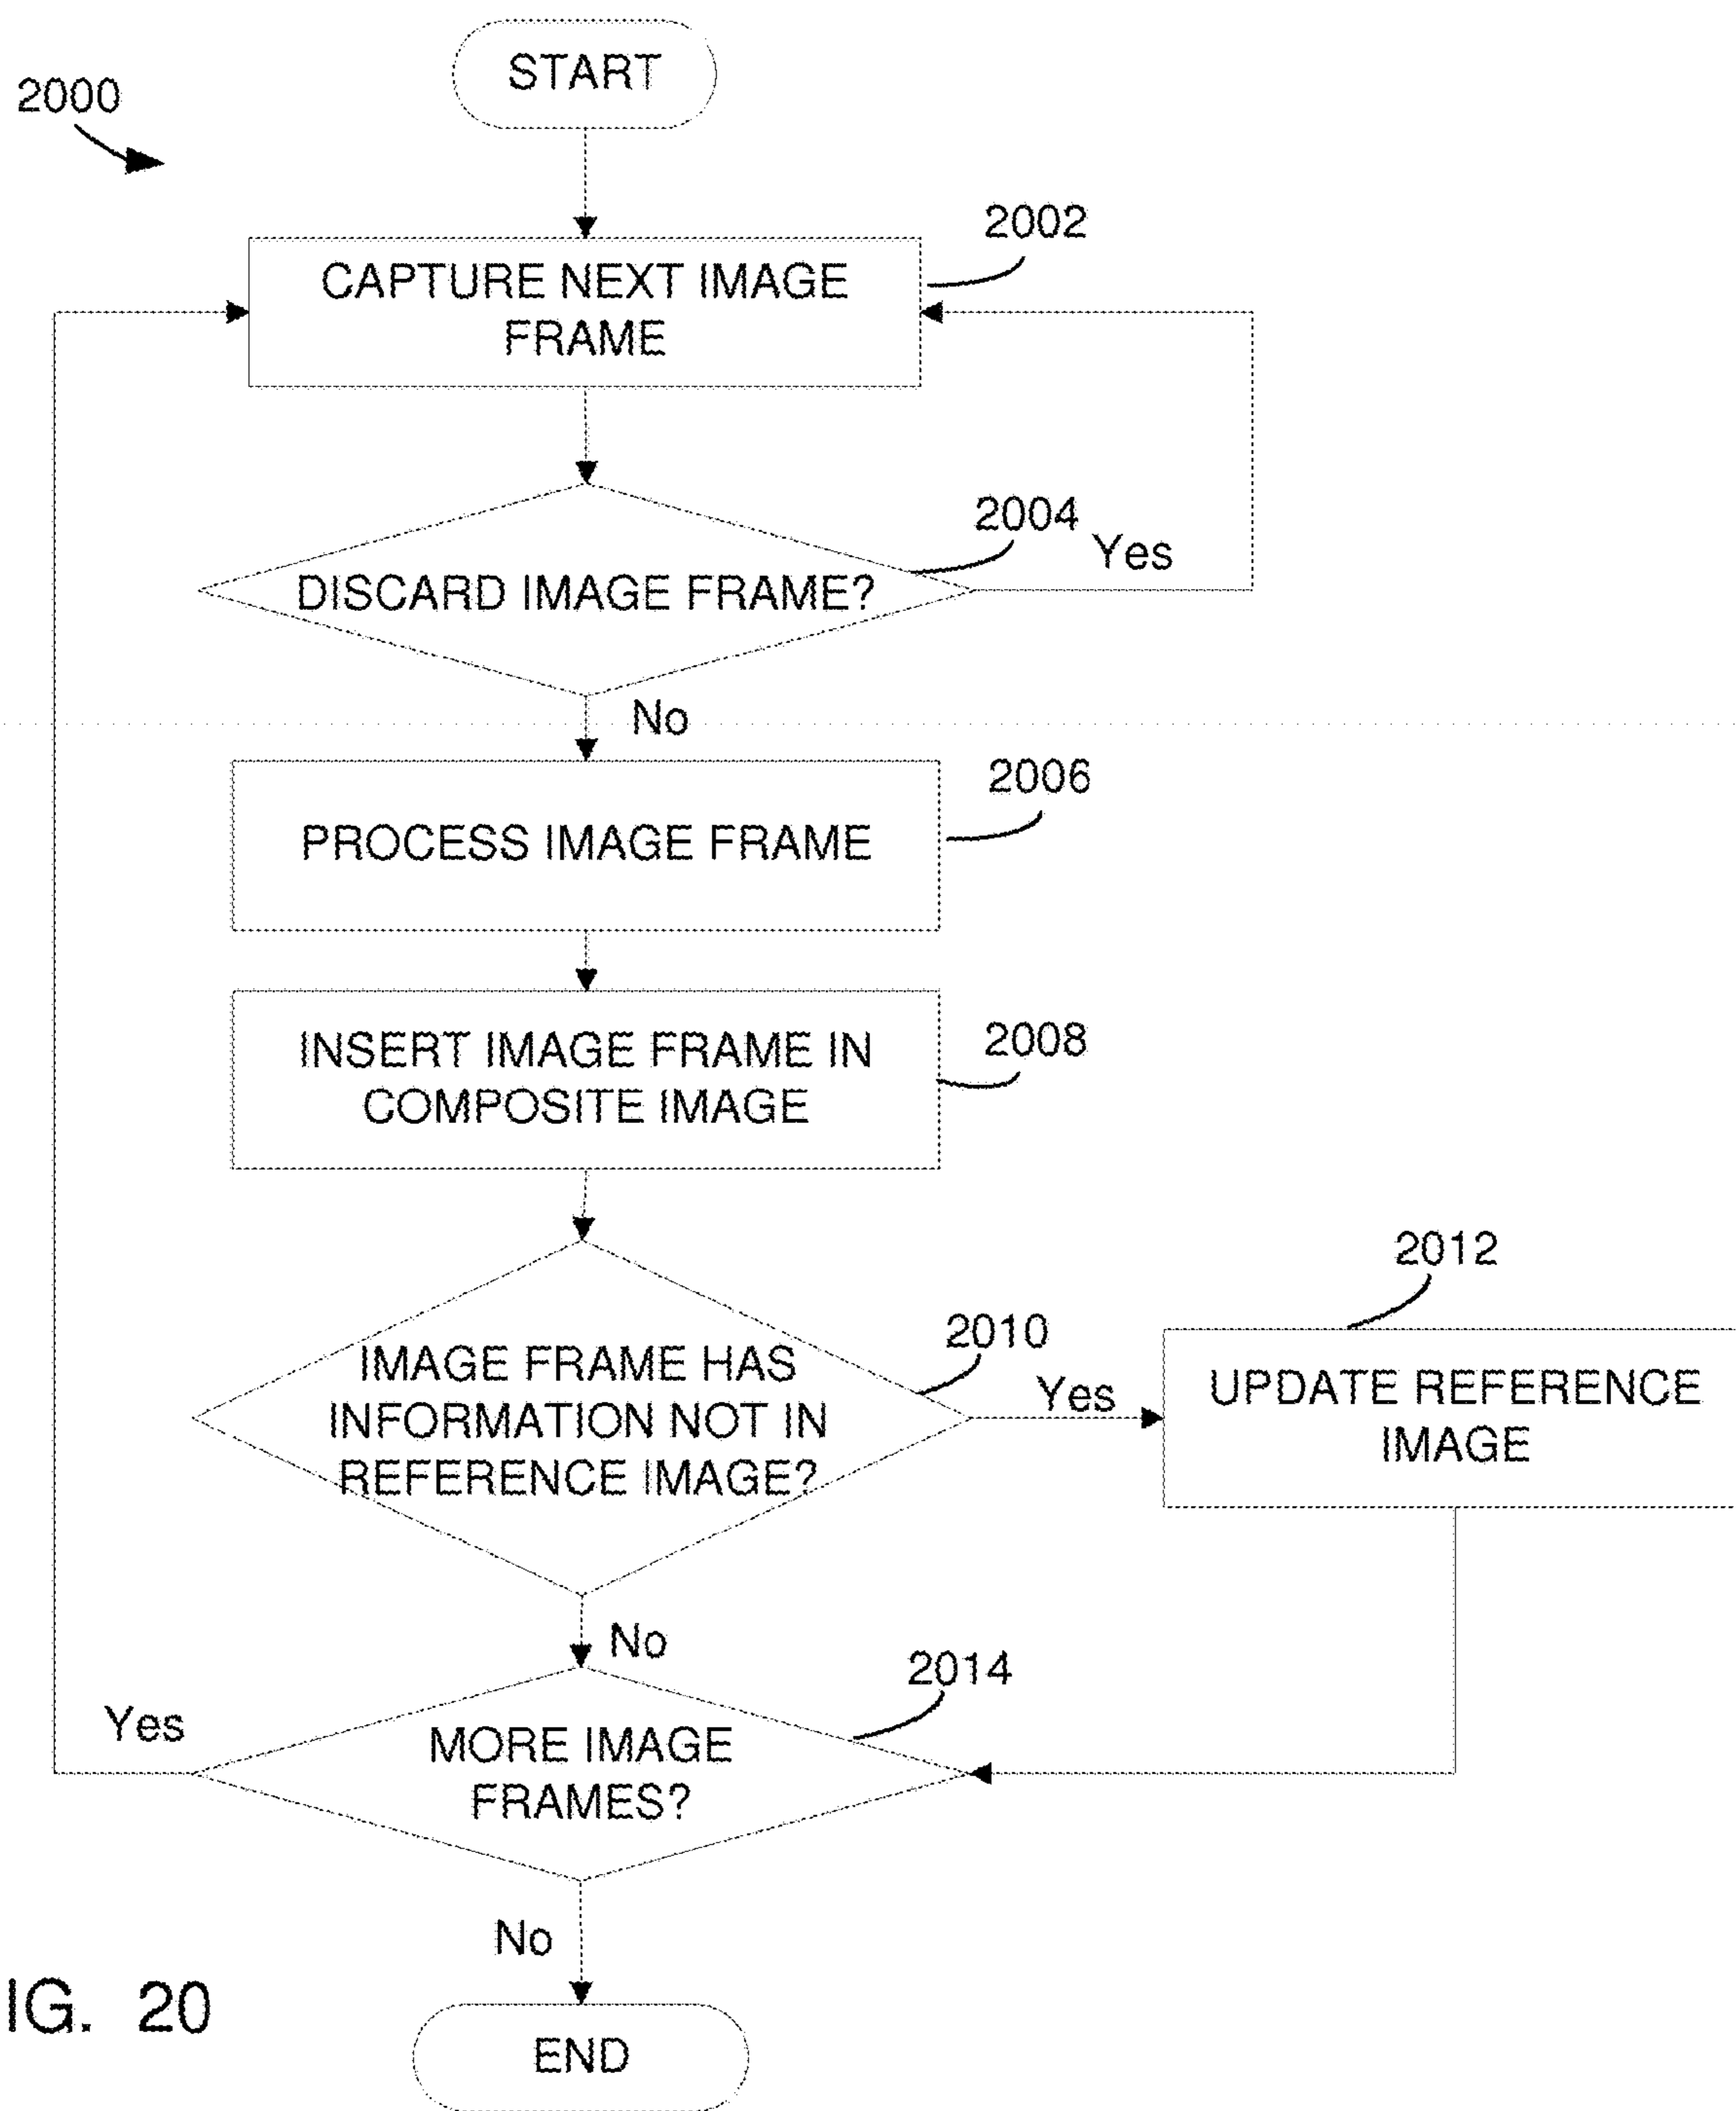 START
2000
2002
CAPTURE NEXT IMAGE
FRAME
2004
Yes
DISCARD IMAGE FRAME?
No
2006
PROCESS IMAGE FRAME
2008
INSERT IMAGE FRAME IN
COMPOSITE IMAGE
2012
2010
IMAGE FRAME HAS
INFORMATION NOT IN
REFERENCE IMAGE?
Yes
UPDATE REFERENCE
IMAGE
No
2014
Yes
MORE IMAGE
FRAMES?
No
IG. 20
END